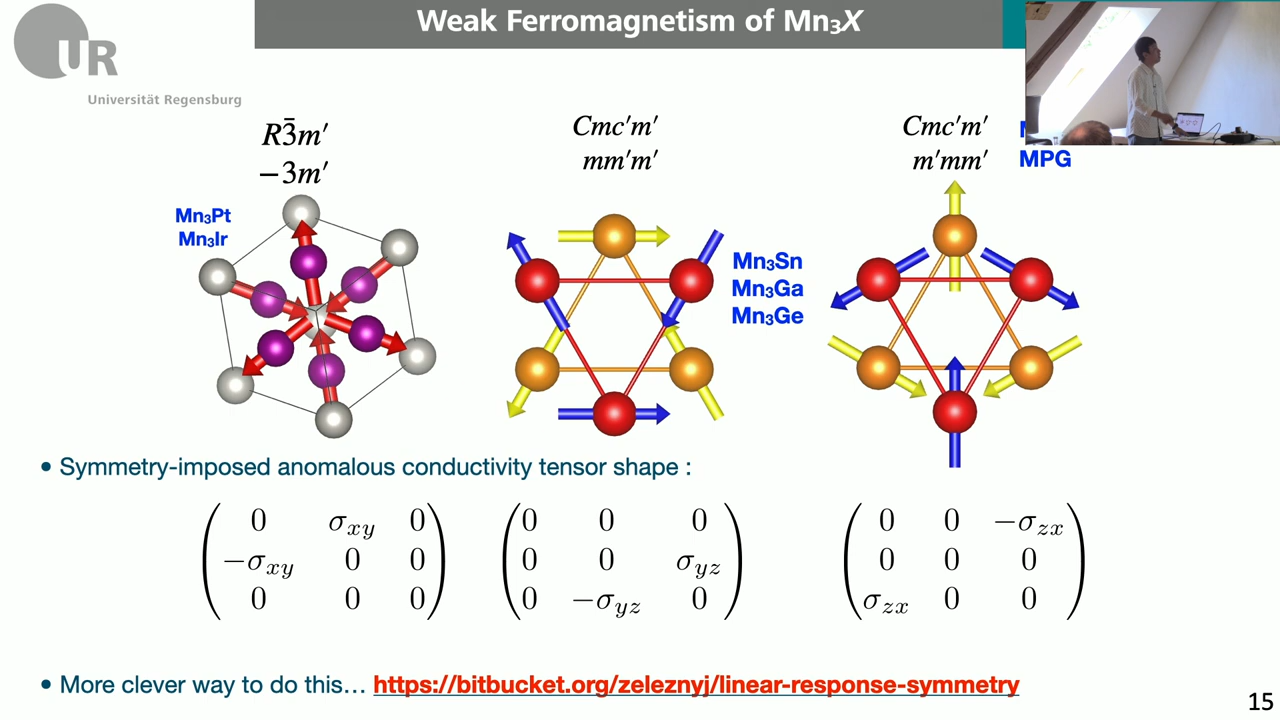 Weak Ferromagnetism of Mn₃X
UR
Universität Regensburg
R3̄m′
−3m′
Cmc′m′
mm′m′
Cmc′m′
m′mm′
MPG
Mn₃Pt
Mn₃Ir
Mn₃Sn
Mn₃Ga
Mn₃Ge
• Symmetry-imposed anomalous conductivity tensor shape :
0 σxy 0
−σxy 0 0
0 0 0
0 0 0
0 0 σyz
0 −σyz 0
0 0 −σzx
0 0 0
σzx 0 0
• More clever way to do this… https://bitbucket.org/zeleznyj/linear-response-symmetry
15